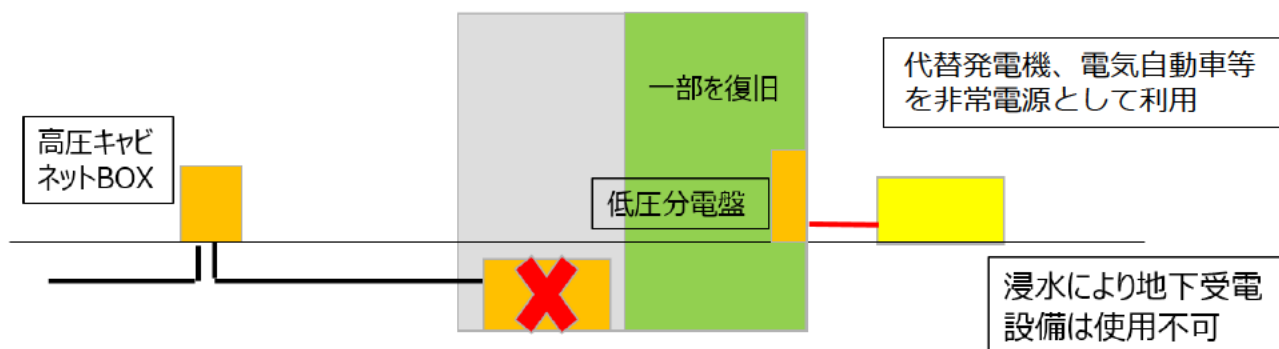 一部を復旧
代替発電機、電気自動車等
を非常電源として利用
高圧キャビ
ネットBOX
低圧分電盤
浸水により地下受電
設備は使用不可